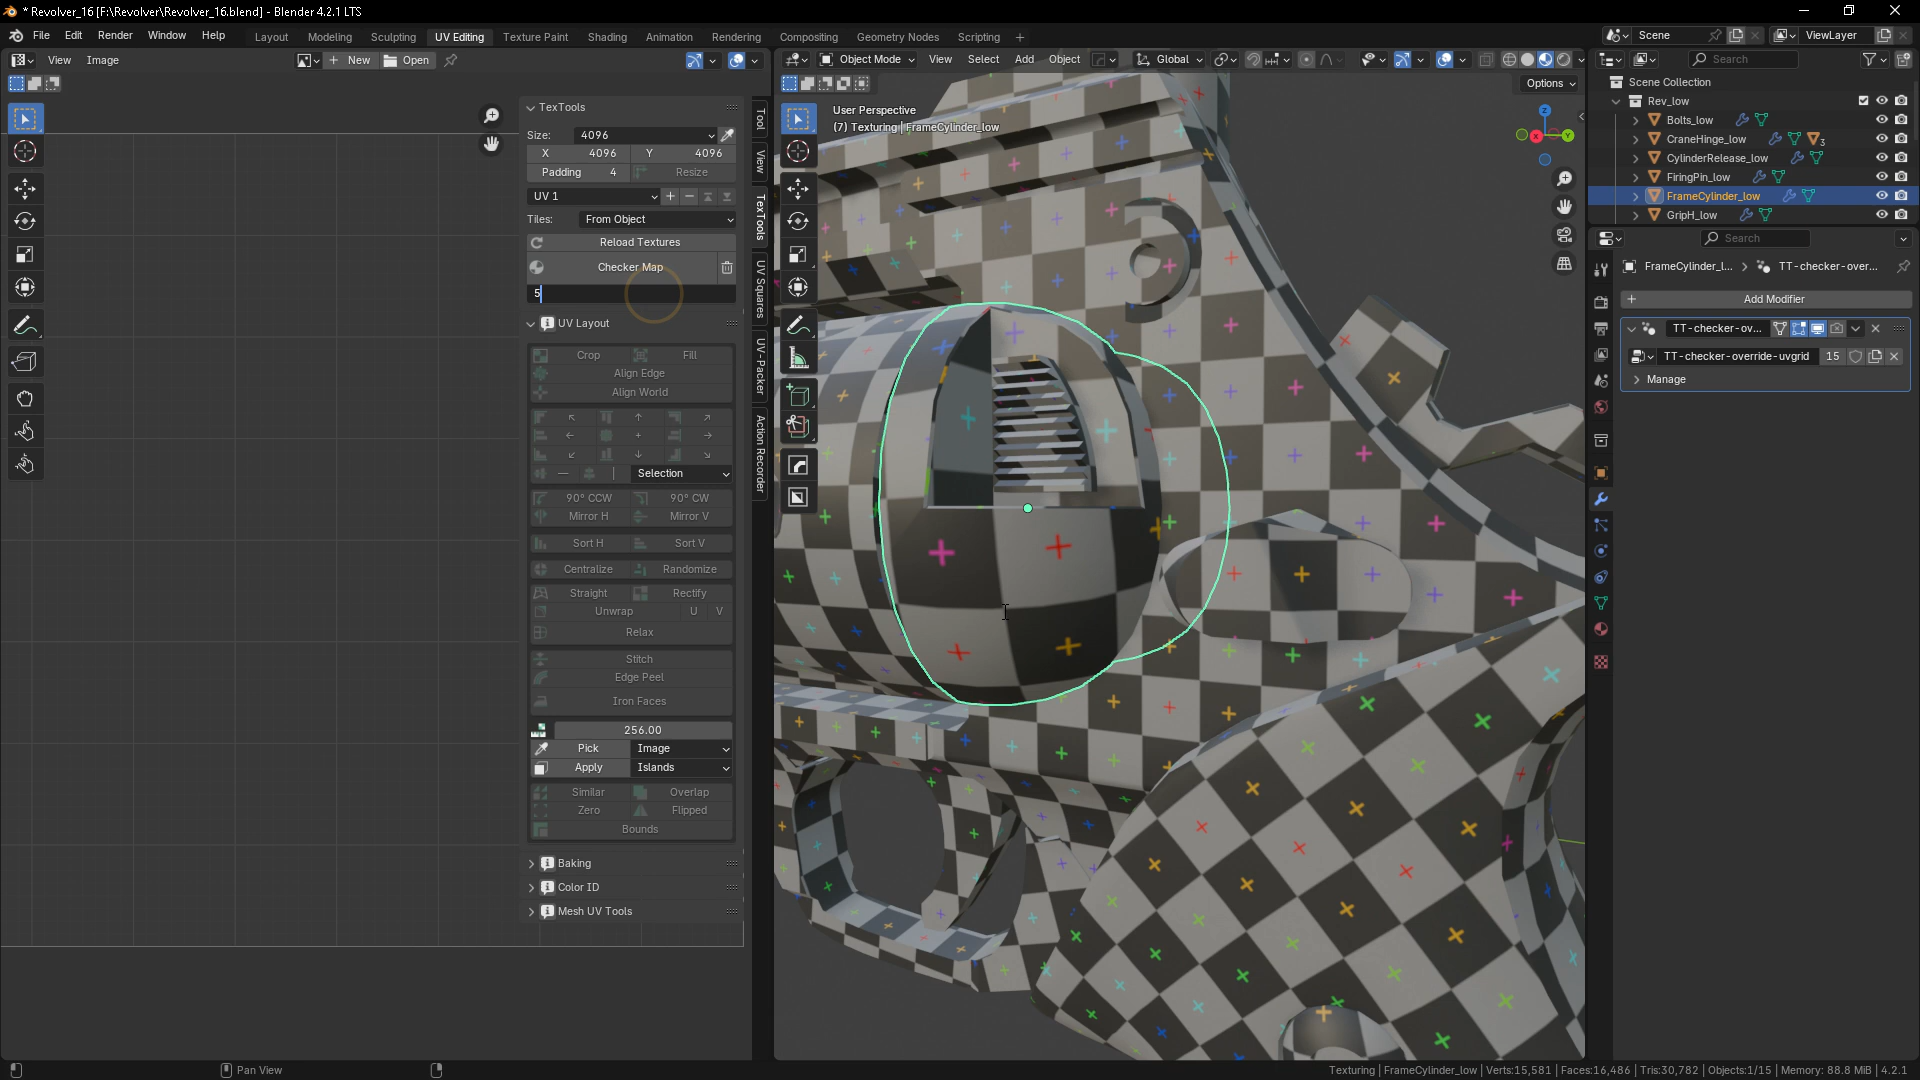 * Revolver_16 [F:\Revolver\Revolver_16.blend] - Blender 4.2.1 LTS
File Edit Render Window Help
Layout Modeling Sculpting UV Editing Texture Paint Shading Animation Rendering Compositing Geometry Nodes Scripting +
Scene
ViewLayer
View Image
New
Open
Object Mode
View Select Add Object
Global
Search
Options
TexTools
Size: 4096
X 4096 Y 4096
Padding 4 Resize
UV 1
Tiles: From Object
Reload Textures
Checker Map
5
UV Layout
Crop Fill
Align Edge
Align World
Selection
90° CCW 90° CW
Mirror H Mirror V
Sort H Sort V
Centralize Randomize
Straight Rectify
Unwrap U V
Relax
Stitch
Edge Peel
Iron Faces
256.00
Pick Image
Apply Islands
Similar Overlap
Zero Flipped
Bounds
Baking
Color ID
Mesh UV Tools
Tool
View
TexTools
UV Squares
UV-Packer
Action Recorder
User Perspective
(7) Texturing | FrameCylinder_low
Z
X
Y
Scene Collection
Rev_low
Bolts_low
CraneHinge_low 3
CylinderRelease_low
FiringPin_low
FrameCylinder_low
GripH_low
Search
FrameCylinder_l... > TT-checker-over...
Add Modifier
TT-checker-ov...
TT-checker-override-uvgrid 15
Manage
Pan View
Texturing | FrameCylinder_low | Verts:15,581 | Faces:16,486 | Tris:30,782 | Objects:1/15 | Memory: 88.8 MiB | 4.2.1